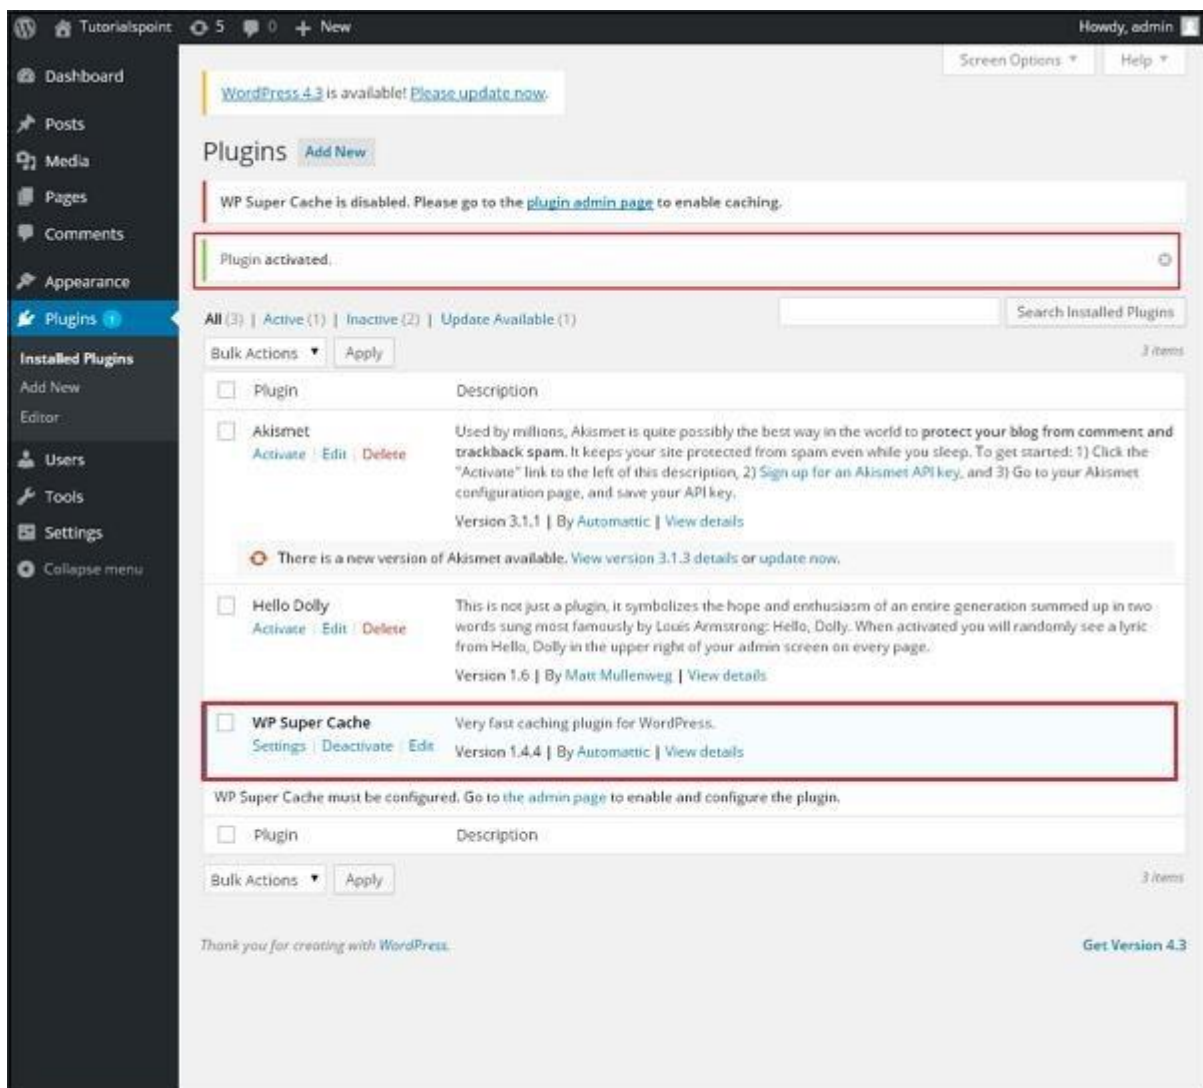 Tutorialspoint 5 0 + New Howdy, admin
Dashboard
Posts
Media
Pages
Comments
Appearance
Plugins 1
Installed Plugins
Add New
Editor
Users
Tools
Settings
Collapse menu
Screen Options ▼ Help ▼
WordPress 4.3 is available! Please update now.
Plugins Add New
WP Super Cache is disabled. Please go to the plugin admin page to enable caching.
Plugin activated.
All (3) | Active (1) | Inactive (2) | Update Available (1)
Search Installed Plugins
Bulk Actions ▼ Apply
3 items
Plugin Description
Akismet
Activate | Edit | Delete
Used by millions, Akismet is quite possibly the best way in the world to protect your blog from comment and
trackback spam. It keeps your site protected from spam even while you sleep. To get started: 1) Click the
"Activate" link to the left of this description, 2) Sign up for an Akismet API key, and 3) Go to your Akismet
configuration page, and save your API key.
Version 3.1.1 | By Automattic | View details
There is a new version of Akismet available. View version 3.1.3 details or update now.
Hello Dolly
Activate | Edit | Delete
This is not just a plugin, it symbolizes the hope and enthusiasm of an entire generation summed up in two
words sung most famously by Louis Armstrong: Hello, Dolly. When activated you will randomly see a lyric
from Hello, Dolly in the upper right of your admin screen on every page.
Version 1.6 | By Matt Mullenweg | View details
WP Super Cache
Settings | Deactivate | Edit
Very fast caching plugin for WordPress.
Version 1.4.4 | By Automattic | View details
WP Super Cache must be configured. Go to the admin page to enable and configure the plugin.
Plugin Description
Bulk Actions ▼ Apply
3 items
Thank you for creating with WordPress.
Get Version 4.3